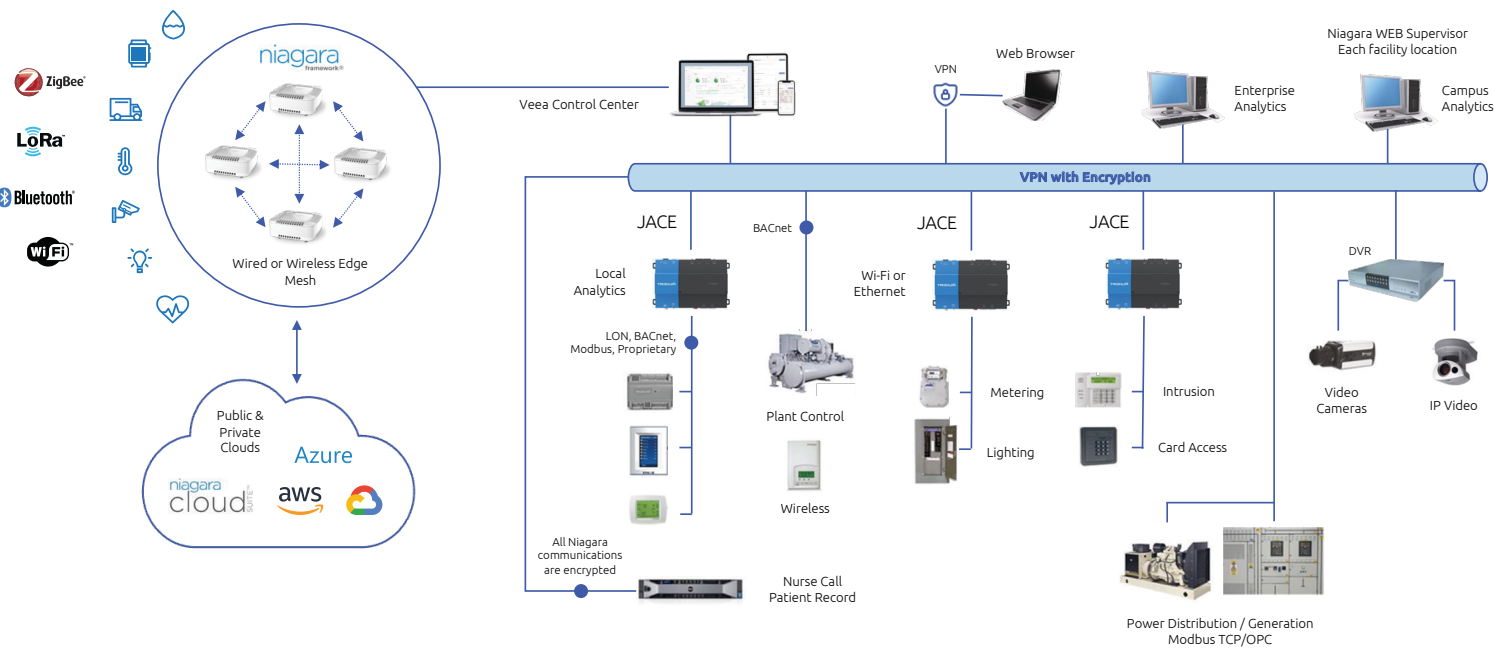 niagara
framework®
ZigBee®
LoRa™
Bluetooth®
WiFi™
Wired or Wireless Edge
Mesh
Public &
Private
Clouds
Azure
niagara
cloud SUITE™
aws
Veea Control Center
VPN
Web Browser
Enterprise
Analytics
Niagara WEB Supervisor
Each facility location
Campus
Analytics
VPN with Encryption
JACE
BACnet
JACE
JACE
DVR
Local
Analytics
Wi-Fi or
Ethernet
LON, BACnet,
Modbus, Proprietary
Plant Control
Wireless
Metering
Lighting
Intrusion
Card Access
Video
Cameras
IP Video
All Niagara
communications
are encrypted
Nurse Call
Patient Record
Power Distribution / Generation
Modbus TCP/OPC